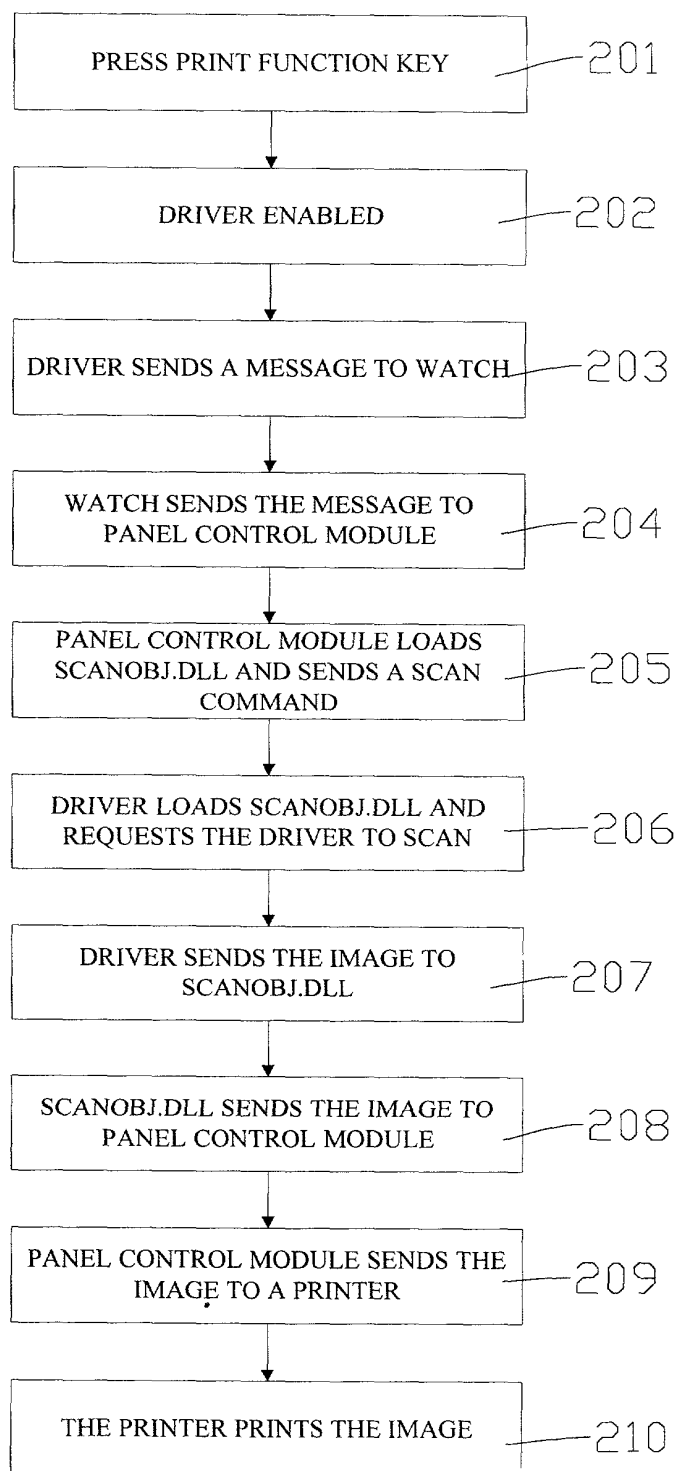 PRESS PRINT FUNCTION KEY
201
DRIVER ENABLED
202
DRIVER SENDS A MESSAGE TO WATCH
203
WATCH SENDS THE MESSAGE TO
PANEL CONTROL MODULE
204
PANEL CONTROL MODULE LOADS
SCANOBJ.DLL AND SENDS A SCAN
COMMAND
205
DRIVER LOADS SCANOBJ.DLL AND
REQUESTS THE DRIVER TO SCAN
206
DRIVER SENDS THE IMAGE TO
SCANOBJ.DLL
207
SCANOBJ.DLL SENDS THE IMAGE TO
PANEL CONTROL MODULE
208
PANEL CONTROL MODULE SENDS THE
IMAGE TO A PRINTER
209
THE PRINTER PRINTS THE IMAGE
210